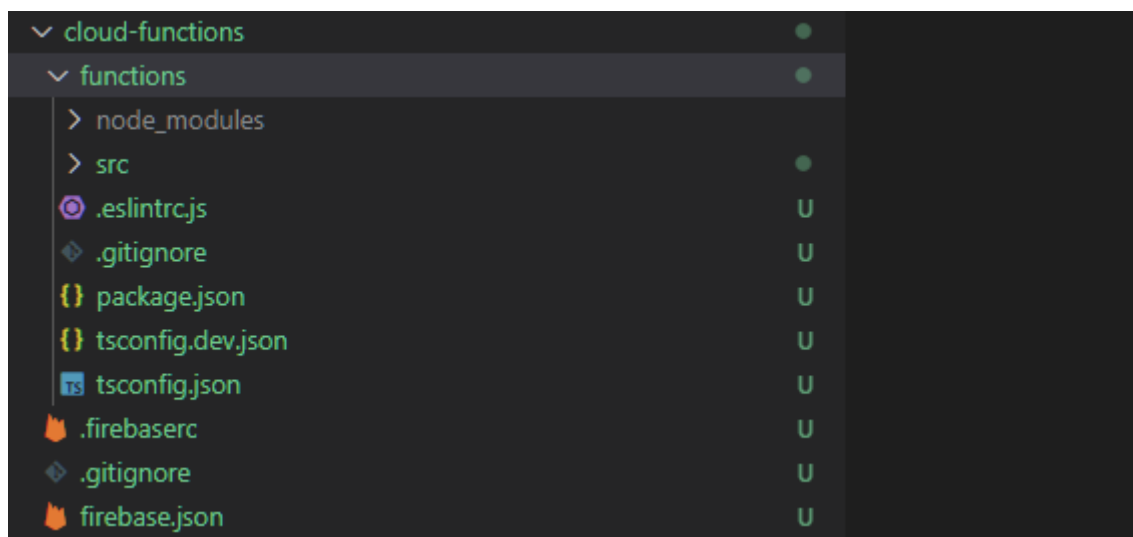 cloud-functions
functions
node_modules
src
.eslintrc.js U
.gitignore U
package.json U
tsconfig.dev.json U
TS tsconfig.json U
.firebaserc U
.gitignore U
firebase.json U